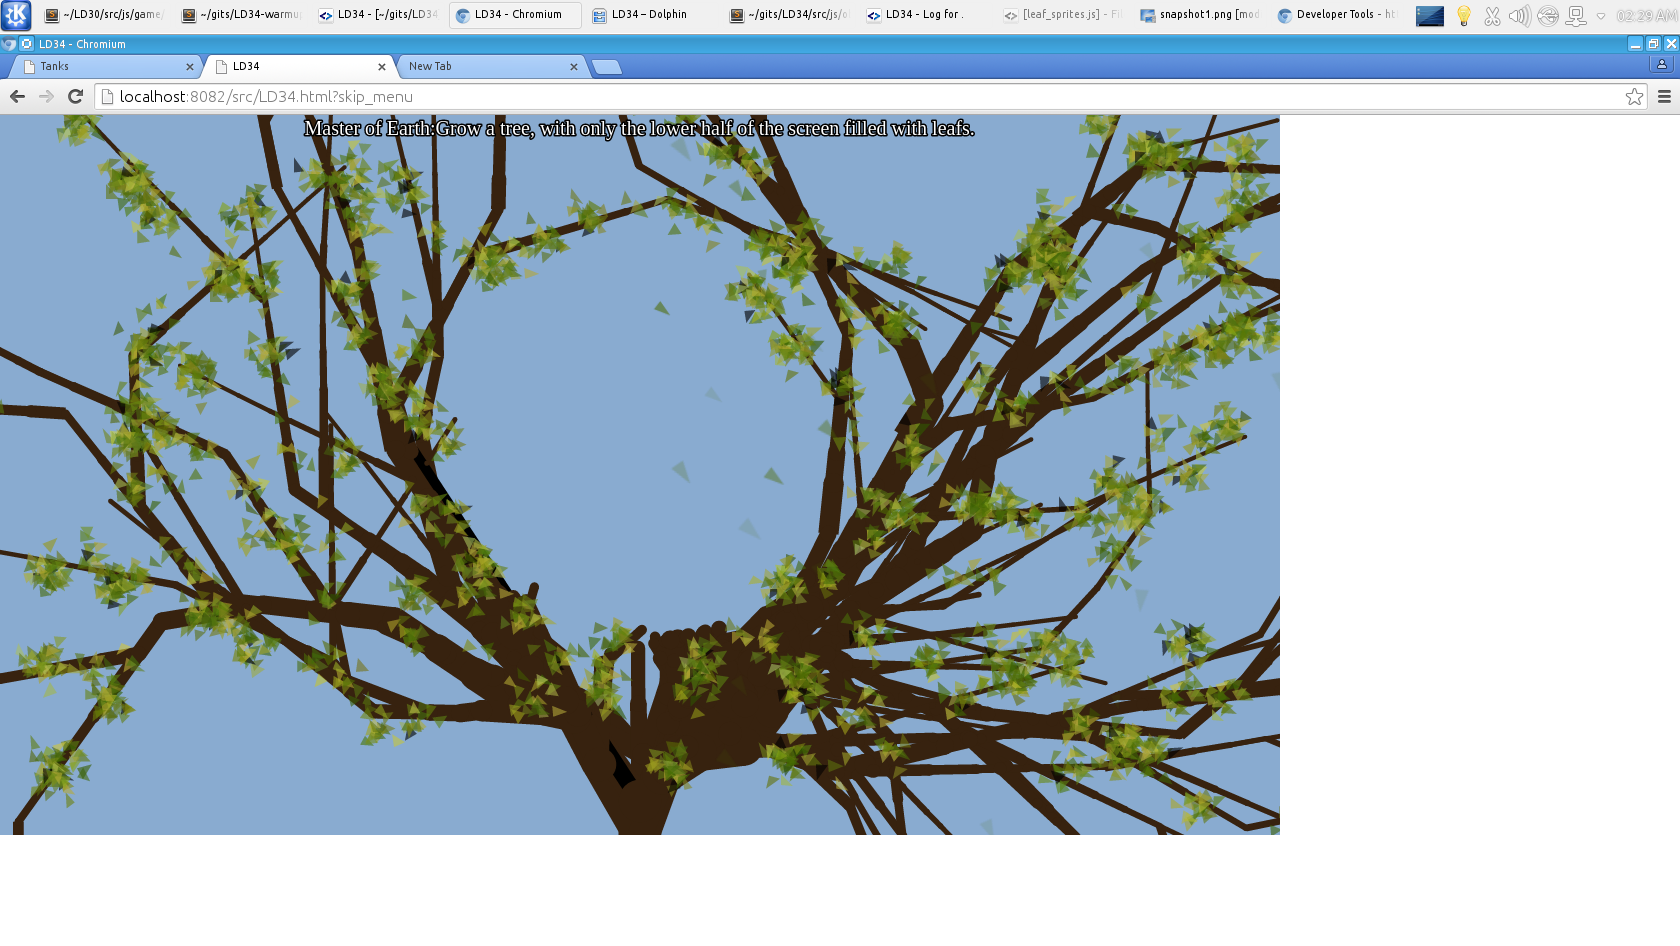 ~/LD30/src/js/game/
~/gits/LD34-warmu
LD34 - [~/gits/LD34
LD34 - Chromium
LD34 – Dolphin
~/gits/LD34/src/js/o
LD34 - Log for .
[leaf_sprites.js] - Fi
snapshot1.png [mod
Developer Tools - ht
02:29 AM
LD34 - Chromium
Tanks
LD34
New Tab
localhost:8082/src/LD34.html?skip_menu
Master of Earth:Grow a tree, with only the lower half of the screen filled with leafs.